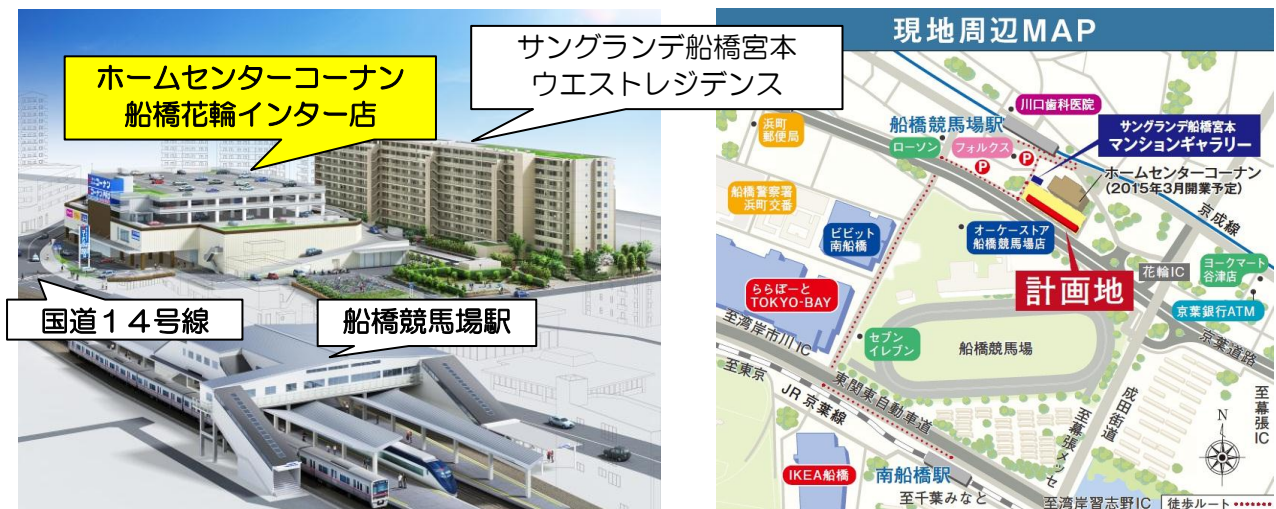 ホームセンターコーナン
船橋花輪インター店
サングランデ船橋宮本
ウエストレジデンス
コーナン
国道14号線
船橋競馬場駅
現地周辺MAP
川口歯科医院
浜町
郵便局
船橋競馬場駅
ローソン
フォルクス
P
P
サングランデ船橋宮本
マンションギャラリー
ホームセンターコーナン
(2015年3月開業予定)
京成線
船橋警察署
浜町交番
ビビット
南船橋
オーケーストア
船橋競馬場店
計画地
花輪IC
ヨークマート
谷津店
京葉銀行ATM
ららぽーと
TOKYO-BAY
至湾岸市川IC
セブン
イレブン
船橋競馬場
京葉道路
至東京
東関東自動車道
JR京葉線
成田街道
至幕張メッセ
至幕張IC
N
IKEA船橋
南船橋駅
至千葉みなと
至湾岸習志野IC
徒歩ルート